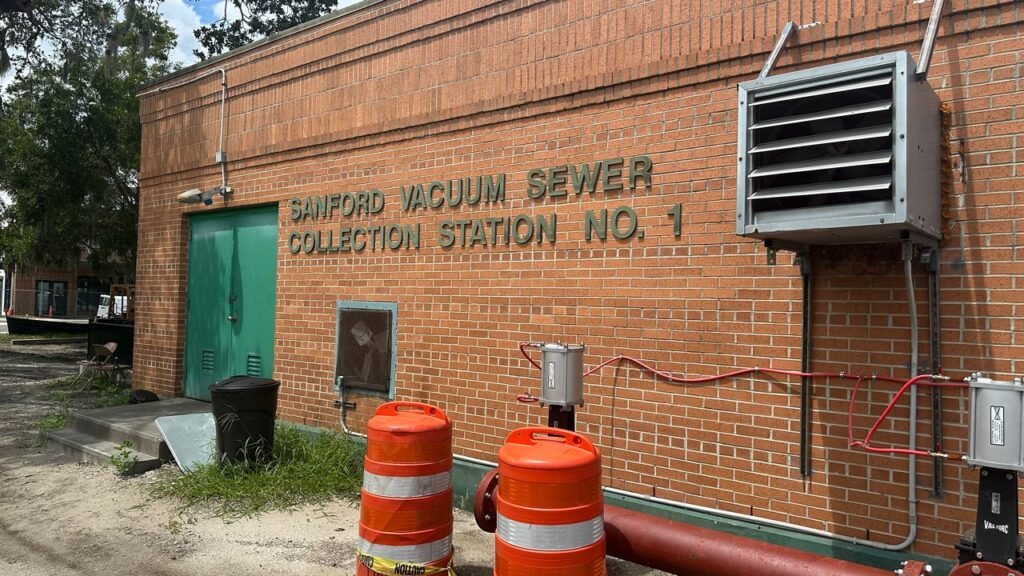 SANFORD VACUUM SEWER
COLLECTION STATION NO. 1
CAUTION